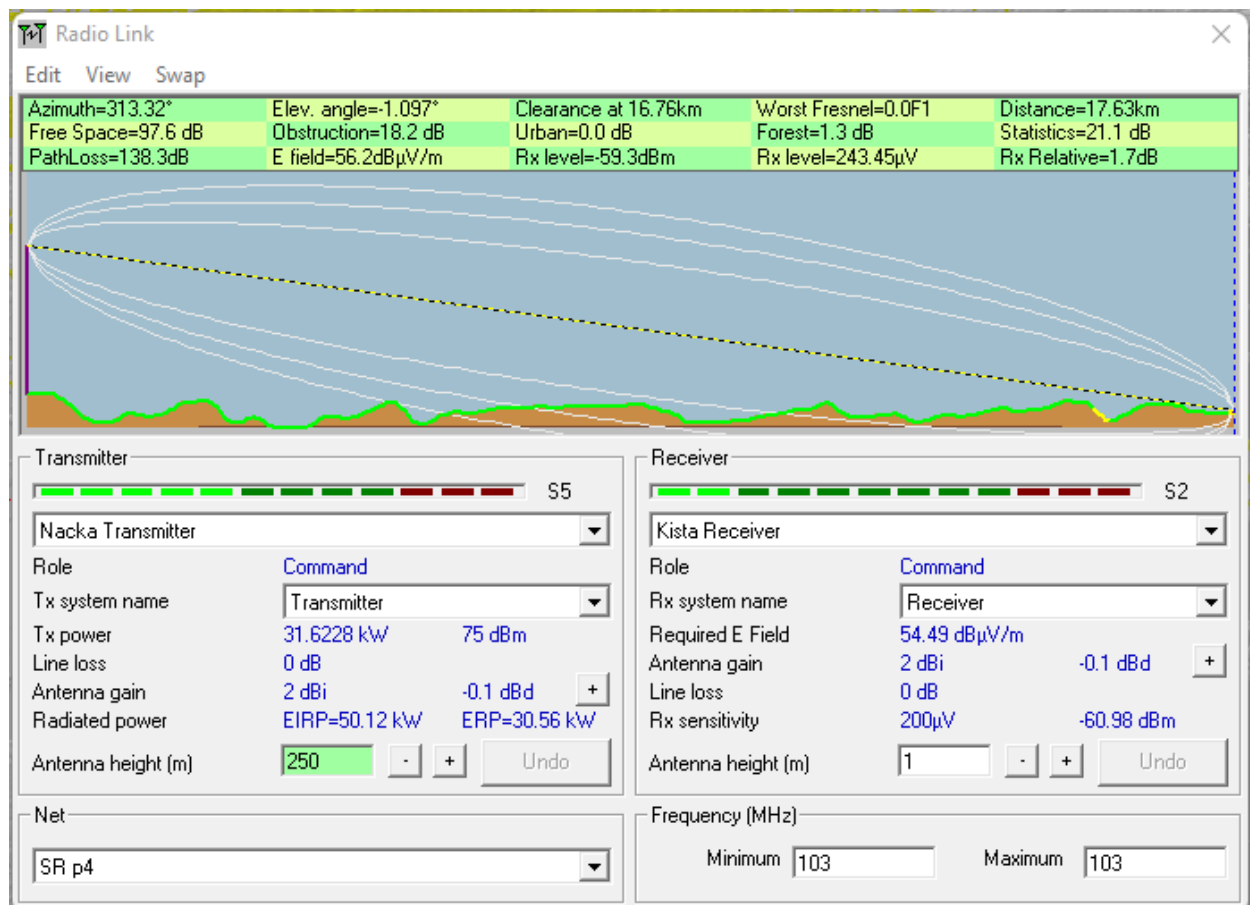 Radio Link
Edit View Swap
Azimuth=313.32° Elev. angle=-1.097° Clearance at 16.76km Worst Fresnel=0.0F1 Distance=17.63km
Free Space=97.6 dB Obstruction=18.2 dB Urban=0.0 dB Forest=1.3 dB Statistics=21.1 dB
PathLoss=138.3dB E field=56.2dBµV/m Rx level=-59.3dBm Rx level=243.45µV Rx Relative=1.7dB
Transmitter
S5
Nacka Transmitter
Role Command
Tx system name Transmitter
Tx power 31.6228 kW 75 dBm
Line loss 0 dB
Antenna gain 2 dBi -0.1 dBd +
Radiated power EIRP=50.12 kW ERP=30.56 kW
Antenna height (m) 250 - + Undo
Receiver
S2
Kista Receiver
Role Command
Rx system name Receiver
Required E Field 54.49 dBµV/m
Antenna gain 2 dBi -0.1 dBd +
Line loss 0 dB
Rx sensitivity 200µV -60.98 dBm
Antenna height (m) 1 - + Undo
Net
SR p4
Frequency (MHz)
Minimum 103 Maximum 103